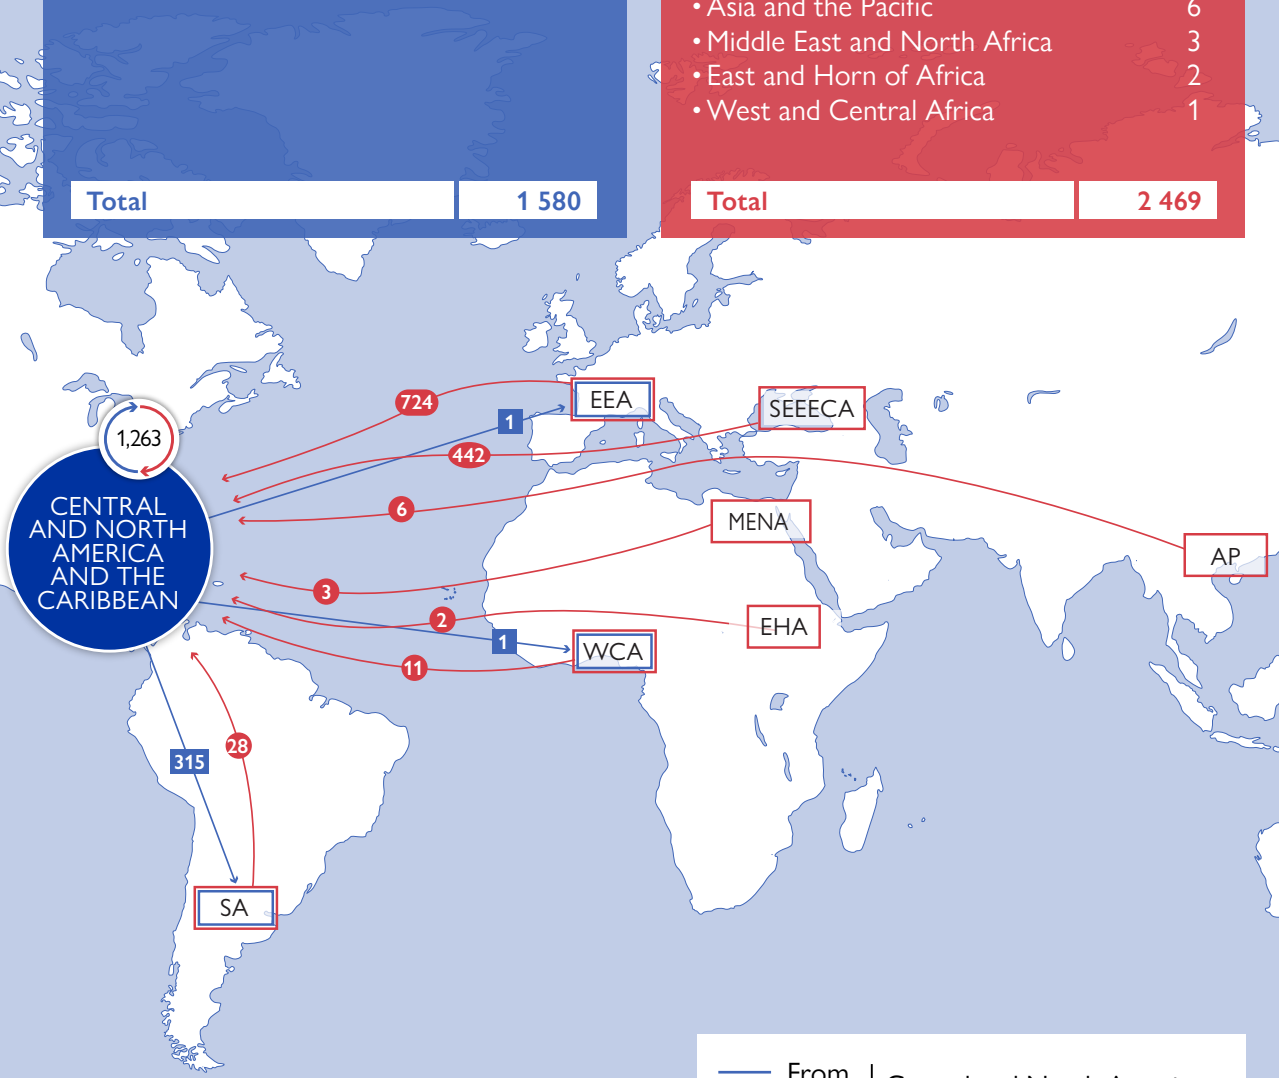 • Asia and the Pacific 6
• Middle East and North Africa 3
• East and Horn of Africa 2
• West and Central Africa 1
Total 1 580
Total 2 469
724
EEA
SEEECA
1
1,263
442
CENTRAL
AND NORTH
AMERICA
AND THE
CARIBBEAN
6
MENA
AP
3
2
EHA
1
WCA
11
28
315
SA
From